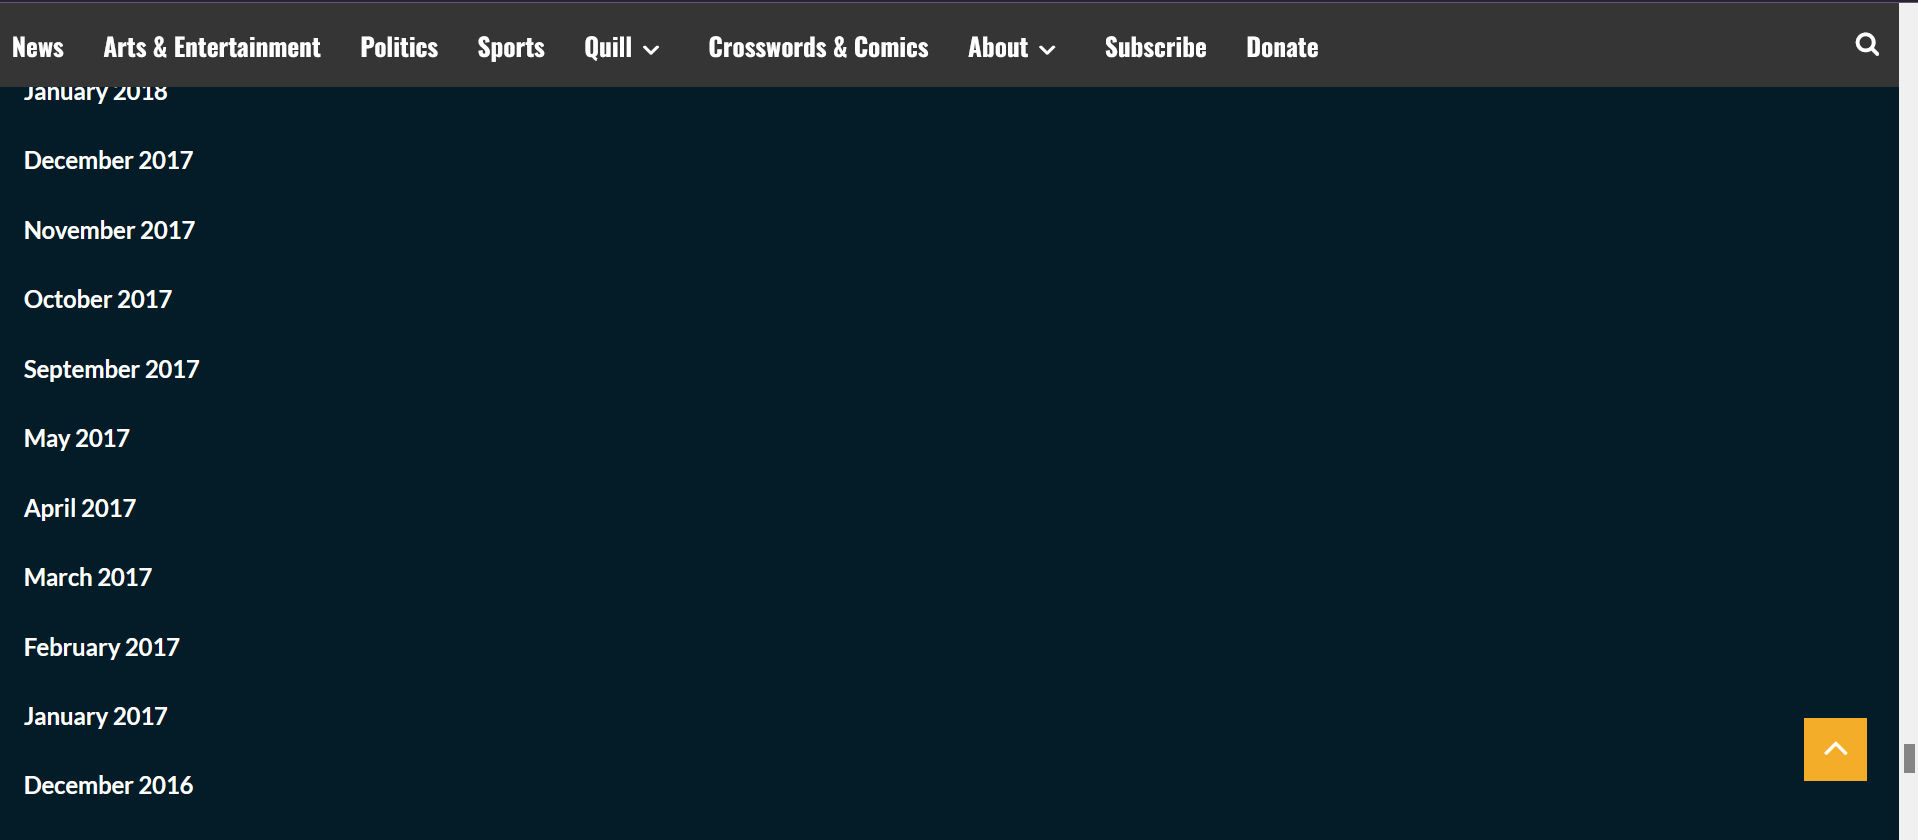 News Arts & Entertainment Politics Sports Quill Crosswords & Comics About Subscribe Donate
January 2018
December 2017
November 2017
October 2017
September 2017
May 2017
April 2017
March 2017
February 2017
January 2017
December 2016